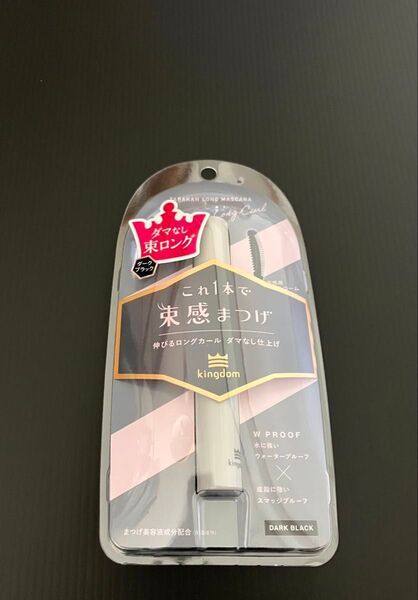 TABAKAN LONG MASCARA
Long Curl
ダマなし
束ロング
ダーク
ブラック
これ1本で
束感まつげ
伸びるロングカール ダマなし仕上げ
kingdom
kingdom
W PROOF
水に強い
ウォータープルーフ
×
皮脂に強い
スマッジプルーフ
まつげ美容液成分配合
DARK BLACK